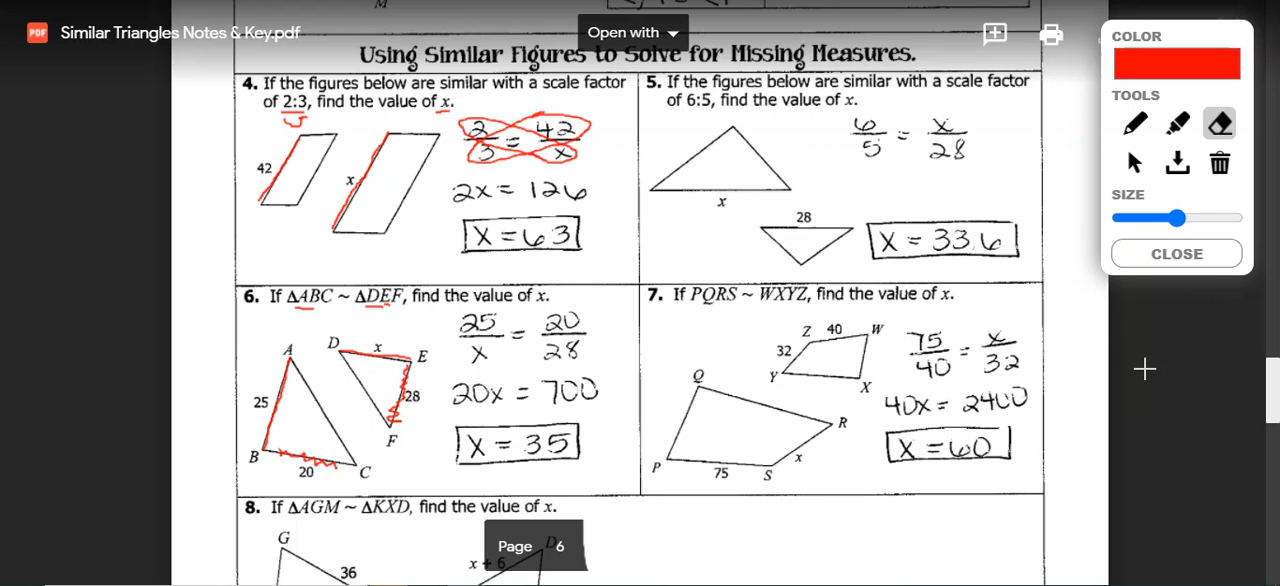 M
Similar Triangles Notes & Key.pdf
Open with
COLOR
TOOLS
SIZE
CLOSE
Using Similar Figures to Solve for Missing Measures.
4. If the figures below are similar with a scale factor
of 2:3, find the value of x.
42
x
2/3 = 42/x
2x = 126
x = 63
5. If the figures below are similar with a scale factor
of 6:5, find the value of x.
x
28
6/5 = x/28
x = 33.6
6. If ΔABC ~ ΔDEF, find the value of x.
A
B
C
25
20
D
E
F
x
28
25/x = 20/28
20x = 700
x = 35
7. If PQRS ~ WXYZ, find the value of x.
Z
40
W
32
Y
X
Q
R
P
75
S
x
75/40 = x/32
40x = 2400
x = 60
8. If ΔAGM ~ ΔKXD, find the value of x.
G
36
x + 6
D
Page 6